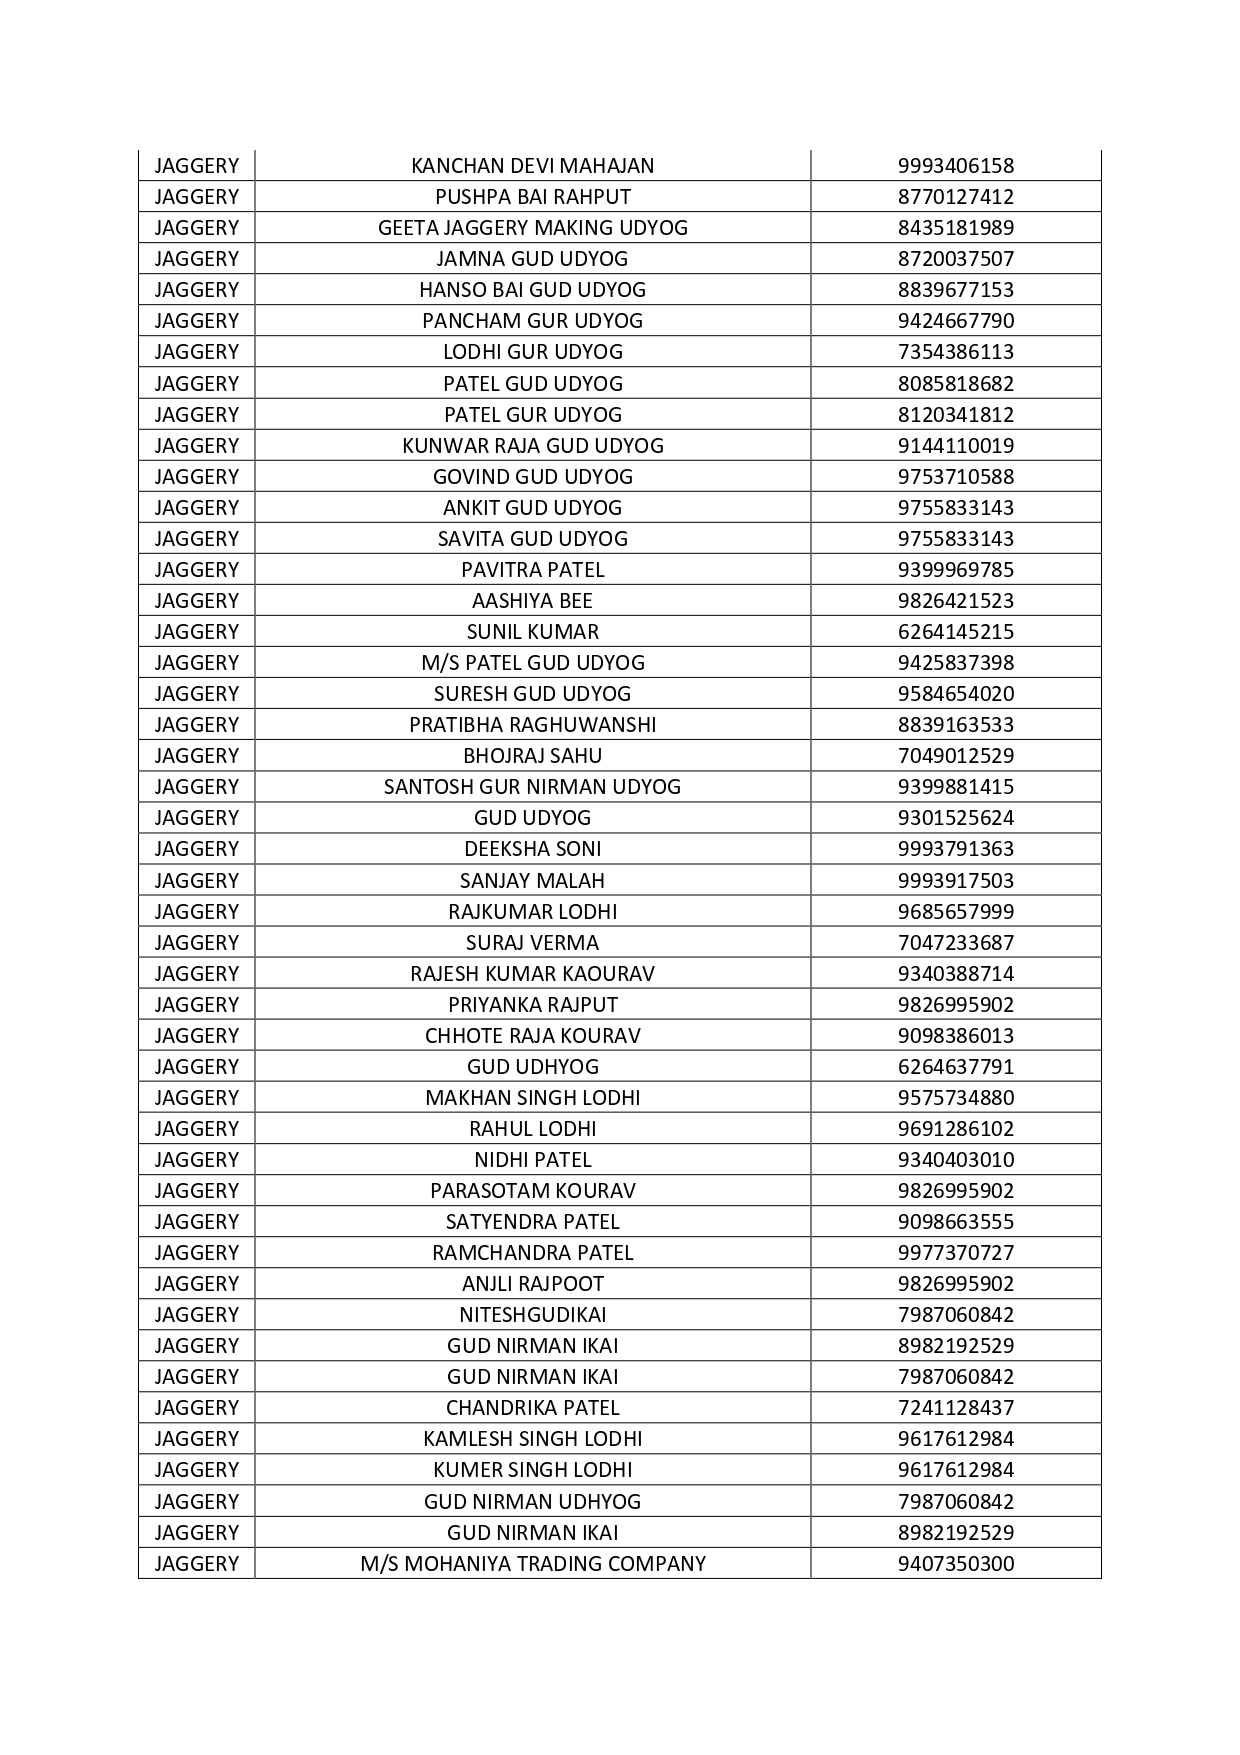 JAGGERY KANCHAN DEVI MAHAJAN 9993406158
JAGGERY PUSHPA BAI RAHPUT 8770127412
JAGGERY GEETA JAGGERY MAKING UDYOG 8435181989
JAGGERY JAMNA GUD UDYOG 8720037507
JAGGERY HANSO BAI GUD UDYOG 8839677153
JAGGERY PANCHAM GUR UDYOG 9424667790
JAGGERY LODHI GUR UDYOG 7354386113
JAGGERY PATEL GUD UDYOG 8085818682
JAGGERY PATEL GUR UDYOG 8120341812
JAGGERY KUNWAR RAJA GUD UDYOG 9144110019
JAGGERY GOVIND GUD UDYOG 9753710588
JAGGERY ANKIT GUD UDYOG 9755833143
JAGGERY SAVITA GUD UDYOG 9755833143
JAGGERY PAVITRA PATEL 9399969785
JAGGERY AASHIYA BEE 9826421523
JAGGERY SUNIL KUMAR 6264145215
JAGGERY M/S PATEL GUD UDYOG 9425837398
JAGGERY SURESH GUD UDYOG 9584654020
JAGGERY PRATIBHA RAGHUWANSHI 8839163533
JAGGERY BHOJRAJ SAHU 7049012529
JAGGERY SANTOSH GUR NIRMAN UDYOG 9399881415
JAGGERY GUD UDYOG 9301525624
JAGGERY DEEKSHA SONI 9993791363
JAGGERY SANJAY MALAH 9993917503
JAGGERY RAJKUMAR LODHI 9685657999
JAGGERY SURAJ VERMA 7047233687
JAGGERY RAJESH KUMAR KAOURAV 9340388714
JAGGERY PRIYANKA RAJPUT 9826995902
JAGGERY CHHOTE RAJA KOURAV 9098386013
JAGGERY GUD UDHYOG 6264637791
JAGGERY MAKHAN SINGH LODHI 9575734880
JAGGERY RAHUL LODHI 9691286102
JAGGERY NIDHI PATEL 9340403010
JAGGERY PARASOTAM KOURAV 9826995902
JAGGERY SATYENDRA PATEL 9098663555
JAGGERY RAMCHANDRA PATEL 9977370727
JAGGERY ANJLI RAJPOOT 9826995902
JAGGERY NITESHGUDIKAI 7987060842
JAGGERY GUD NIRMAN IKAI 8982192529
JAGGERY GUD NIRMAN IKAI 7987060842
JAGGERY CHANDRIKA PATEL 7241128437
JAGGERY KAMLESH SINGH LODHI 9617612984
JAGGERY KUMER SINGH LODHI 9617612984
JAGGERY GUD NIRMAN UDHYOG 7987060842
JAGGERY GUD NIRMAN IKAI 8982192529
JAGGERY M/S MOHANIYA TRADING COMPANY 9407350300